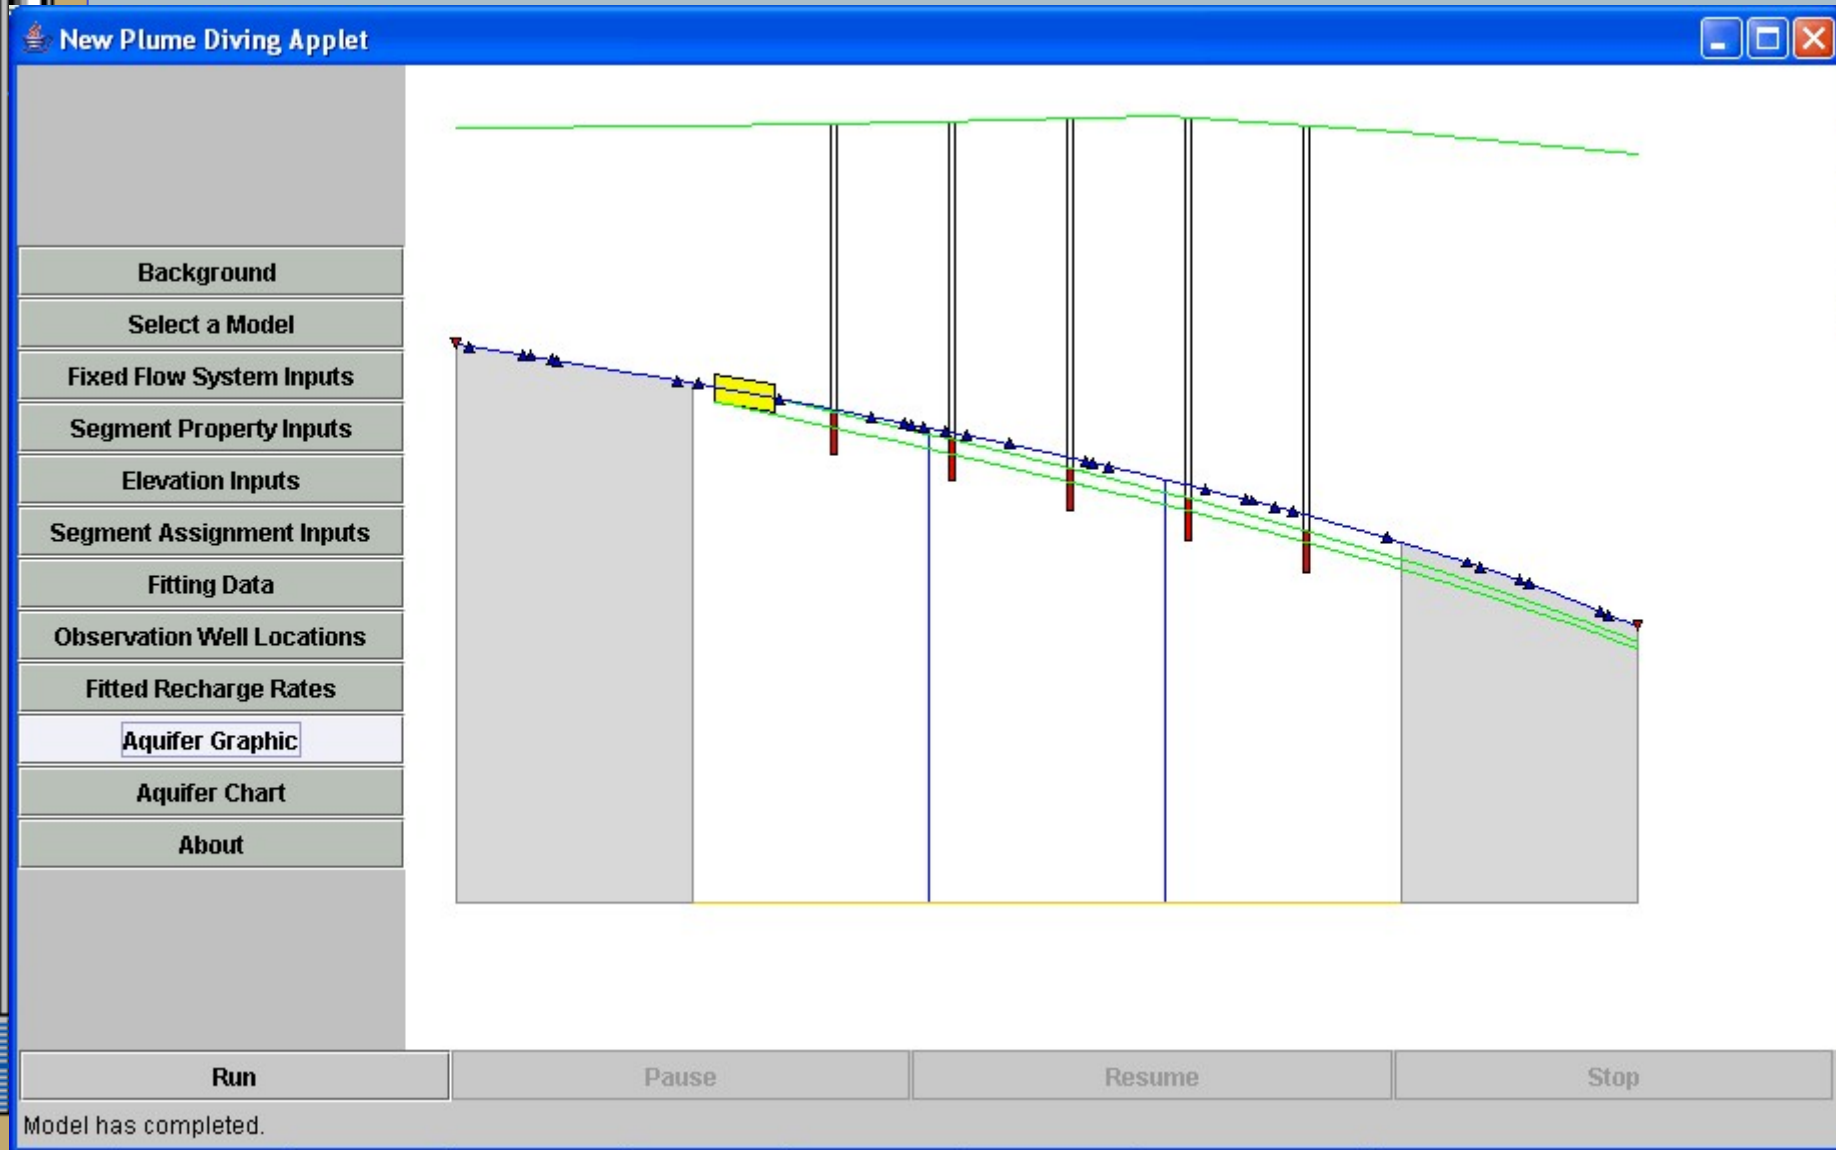 New Plume Diving Applet
Background
Select a Model
Fixed Flow System Inputs
Segment Property Inputs
Elevation Inputs
Segment Assignment Inputs
Fitting Data
Observation Well Locations
Fitted Recharge Rates
Aquifer Graphic
Aquifer Chart
About
Run Pause Resume Stop
Model has completed.